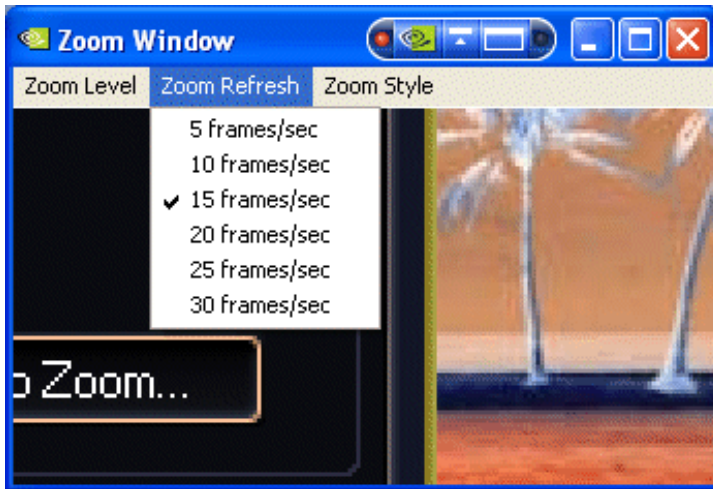 Zoom Window
Zoom Level Zoom Refresh Zoom Style
5 frames/sec
10 frames/sec
15 frames/sec
20 frames/sec
25 frames/sec
30 frames/sec
Zoom...